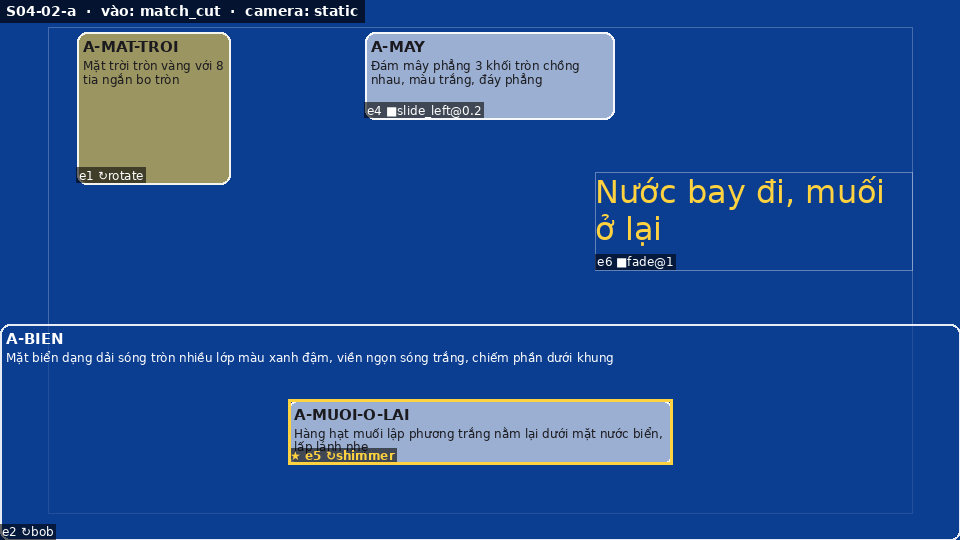 S04-02-a · vào: match_cut · camera: static
A-MAT-TROI
Mặt trời tròn vàng với 8
tia ngắn bo tròn
e1 ↻rotate
A-MAY
Đám mây phẳng 3 khối tròn chồng
nhau, màu trắng, đáy phẳng
e4 ■slide_left@0.2
Nước bay đi, muối
ở lại
e6 ■fade@1
A-BIEN
Mặt biển dạng dải sóng tròn nhiều lớp màu xanh đậm, viền ngọn sóng trắng, chiếm phần dưới khung
A-MUOI-O-LAI
Hàng hạt muối lập phương trắng nằm lại dưới mặt nước biển,
lấp lánh nhẹ
★ e5 ↻shimmer
e2 ↻bob